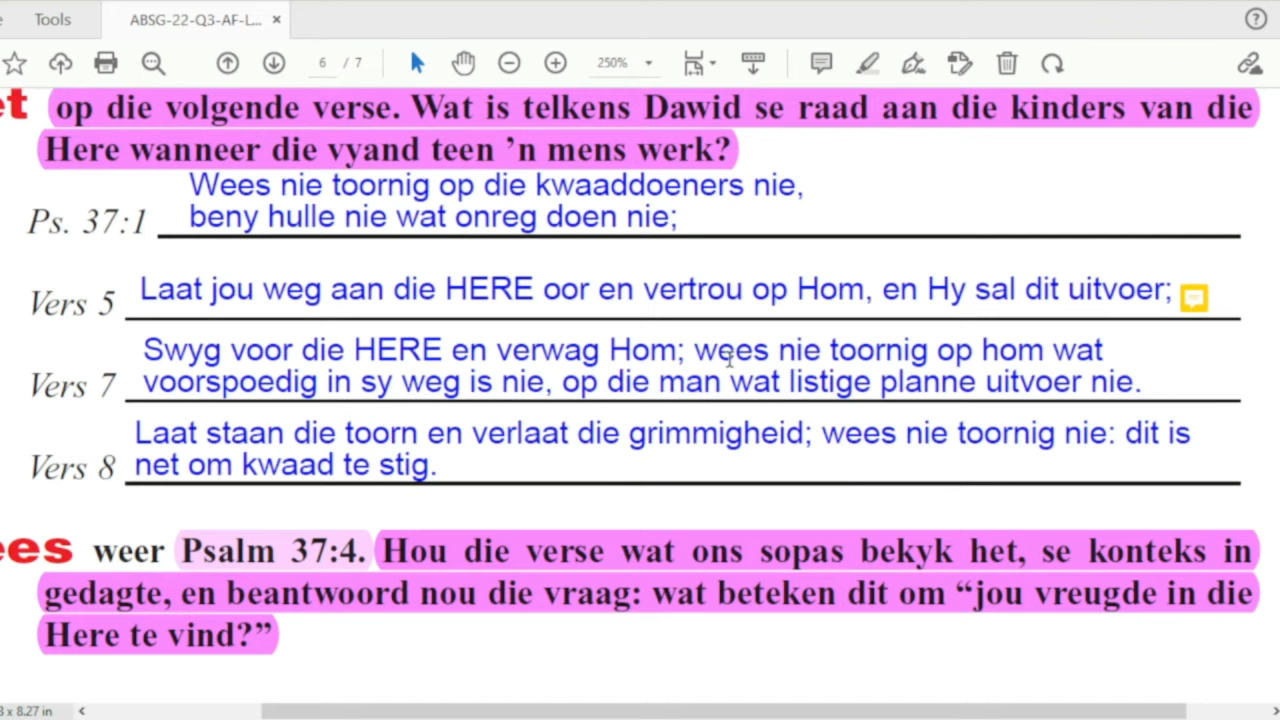 Tools
ABSG-22-Q3-AF-L...
6 / 7
250%
op die volgende verse. Wat is telkens Dawid se raad aan die kinders van die
Here wanneer die vyand teen ’n mens werk?
Wees nie toornig op die kwaaddoeners nie,
Ps. 37:1 beny hulle nie wat onreg doen nie;
Vers 5 Laat jou weg aan die HERE oor en vertrou op Hom, en Hy sal dit uitvoer;
Swyg voor die HERE en verwag Hom; wees nie toornig op hom wat
Vers 7 voorspoedig in sy weg is nie, op die man wat listige planne uitvoer nie.
Laat staan die toorn en verlaat die grimmigheid; wees nie toornig nie: dit is
Vers 8 net om kwaad te stig.
ees weer Psalm 37:4. Hou die verse wat ons sopas bekyk het, se konteks in
gedagte, en beantwoord nou die vraag: wat beteken dit om “jou vreugde in die
Here te vind?”
x 8.27 in